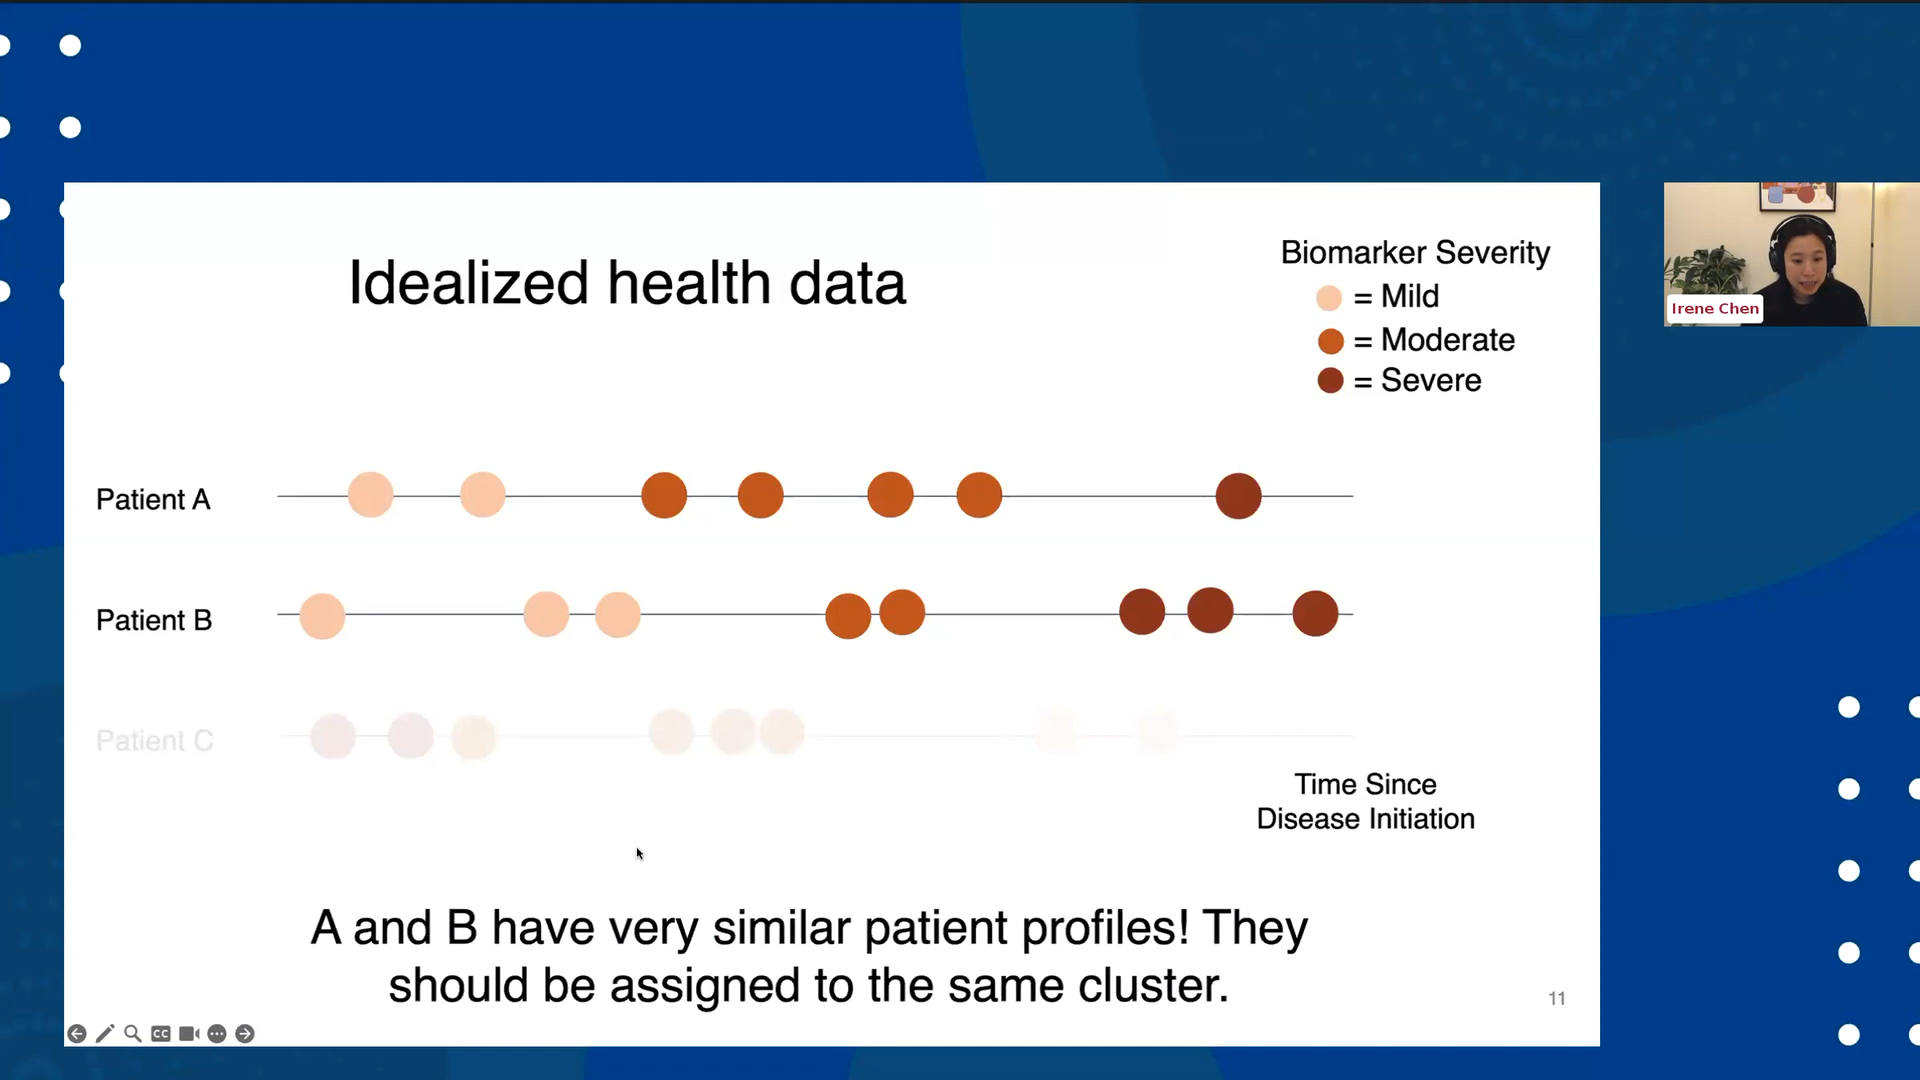 Idealized health data
Biomarker Severity
= Mild
= Moderate
= Severe
Irene Chen
Patient A
Patient B
Patient C
Time Since
Disease Initiation
A and B have very similar patient profiles! They
should be assigned to the same cluster.
11
CC